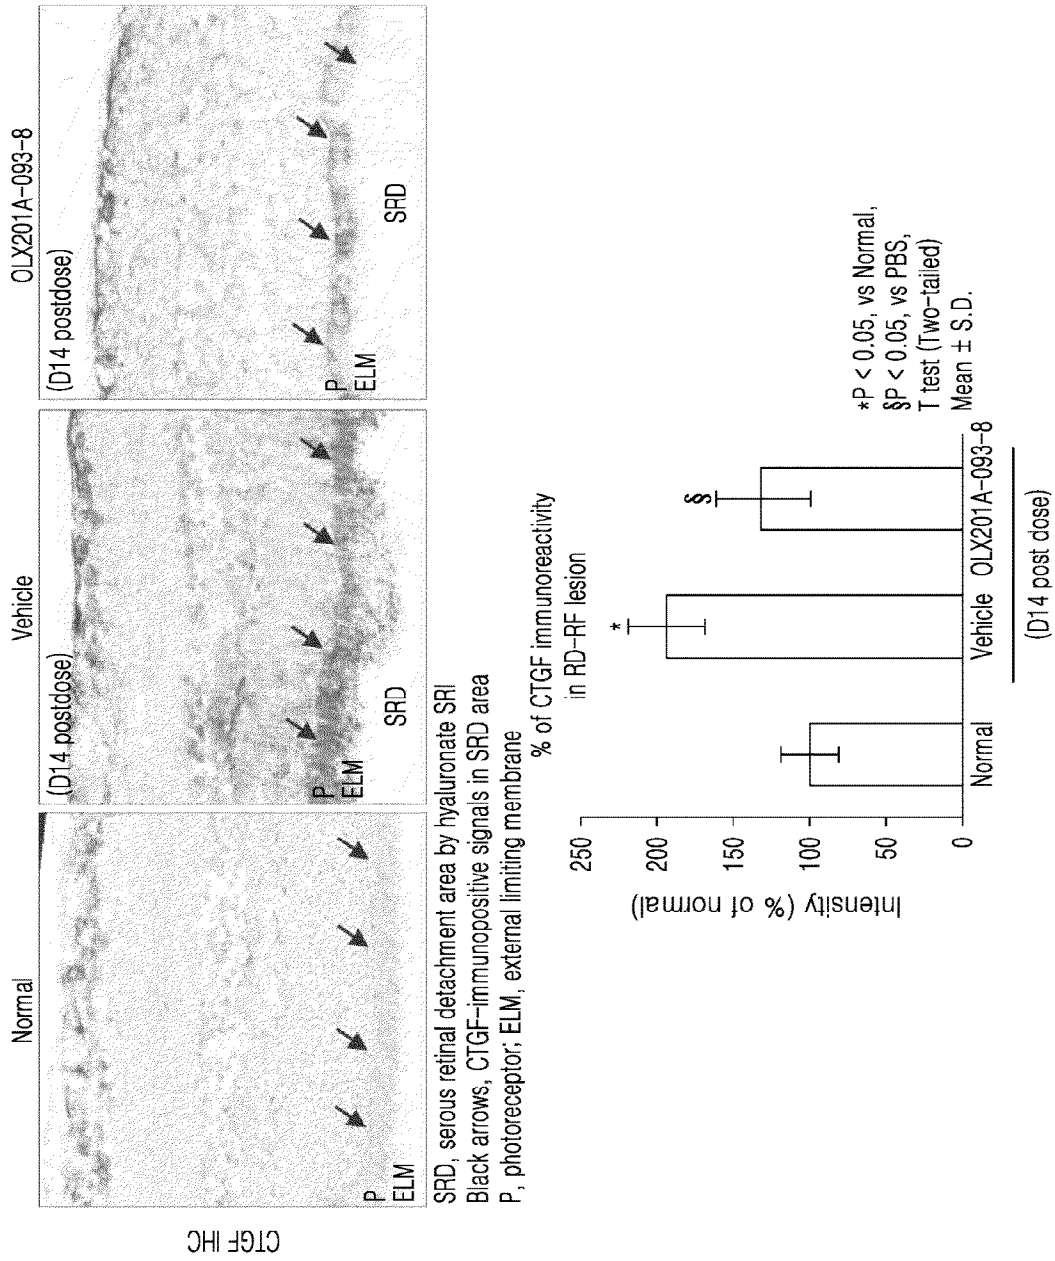 Normal
Vehicle
OLX201A-093-8
CTGF IHC
P
ELM
(D14 postdose)
P
ELM
SRD
(D14 postdose)
P
ELM
SRD
SRD, serous retinal detachment area by hyaluronate SRI
Black arrows, CTGF-immunopositive signals in SRD area
P, photoreceptor; ELM, external limiting membrane
% of CTGF immunoreactivity
in RD-RF lesion
Intensity (% of normal)
250
200
150
100
50
0
*
§
Normal
Vehicle
OLX201A-093-8
(D14 post dose)
*P < 0.05, vs Normal,
§P < 0.05, vs PBS,
T test (Two-tailed)
Mean ± S.D.